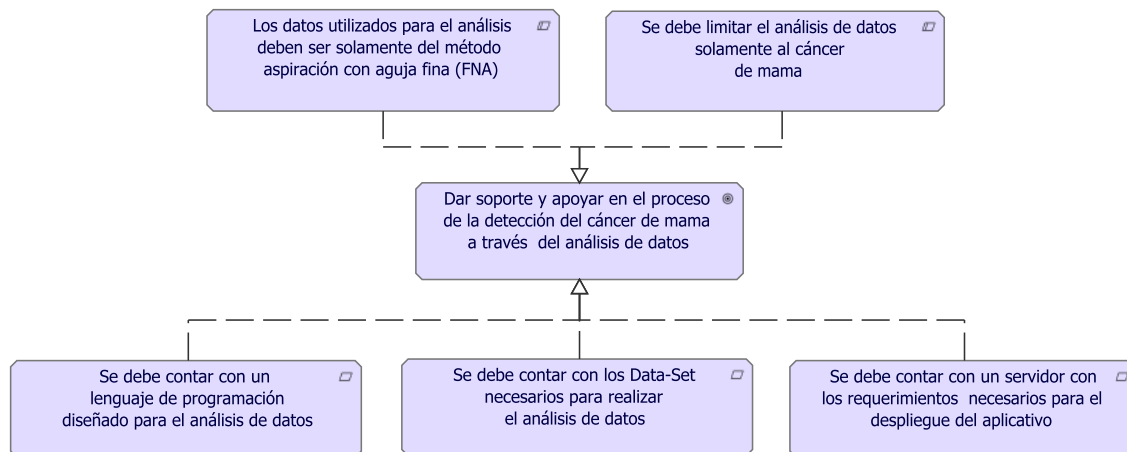 Los datos utilizados para el análisis
deben ser solamente del método
aspiración con aguja fina (FNA)
Se debe limitar el análisis de datos
solamente al cáncer
de mama
Dar soporte y apoyar en el proceso
de la detección del cáncer de mama
a través  del análisis de datos
Se debe contar con un
lenguaje de programación
diseñado para el análisis de datos
Se debe contar con los Data-Set
necesarios para realizar
el análisis de datos
Se debe contar con un servidor con
los requerimientos  necesarios para el
despliegue del aplicativo